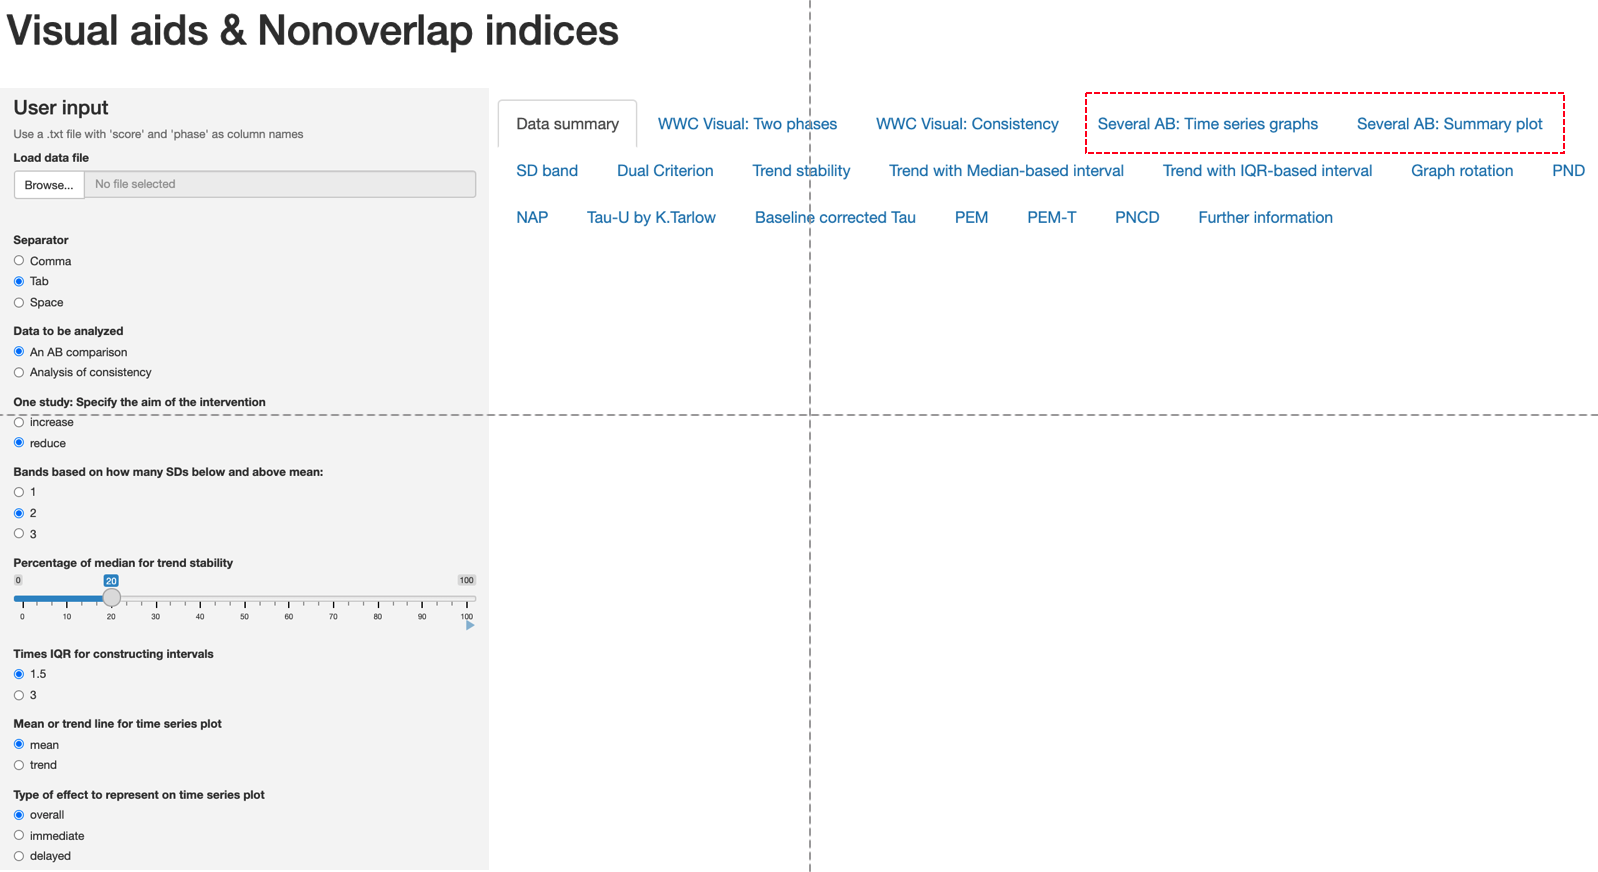 Visual aids & Nonoverlap indices
User input
Use a .txt file with 'score' and 'phase' as column names
Load data file
Browse... No file selected
Separator
Comma
Tab
Space
Data to be analyzed
An AB comparison
Analysis of consistency
One study: Specify the aim of the intervention
increase
reduce
Bands based on how many SDs below and above mean:
1
2
3
Percentage of median for trend stability
0 20 100
0 10 20 30 40 50 60 70 80 90 100
Times IQR for constructing intervals
1.5
3
Mean or trend line for time series plot
mean
trend
Type of effect to represent on time series plot
overall
immediate
delayed
Data summary WWC Visual: Two phases WWC Visual: Consistency Several AB: Time series graphs Several AB: Summary plot
SD band Dual Criterion Trend stability Trend with Median-based interval Trend with IQR-based interval Graph rotation PND
NAP Tau-U by K.Tarlow Baseline corrected Tau PEM PEM-T PNCD Further information